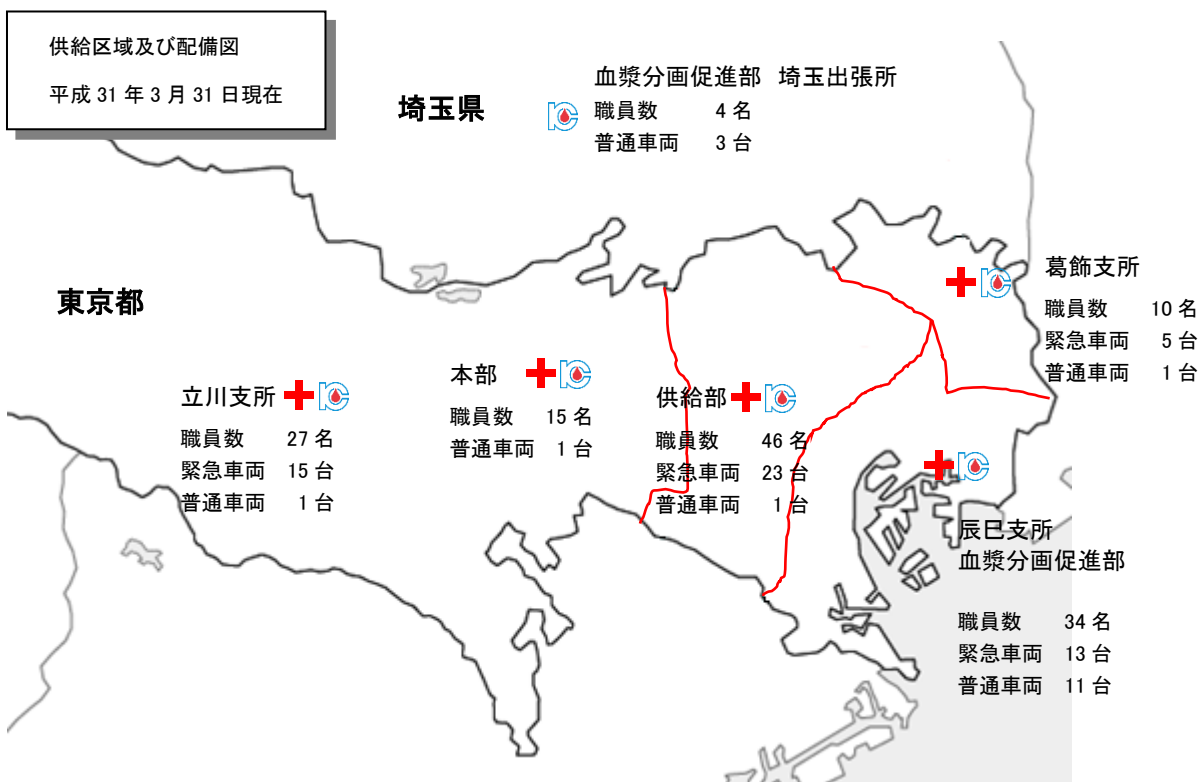 供給区域及び配備図
平成 31 年 3 月 31 日現在
埼玉県
血漿分画促進部 埼玉出張所
職員数 4 名
普通車両 3 台
東京都
葛飾支所
職員数 10 名
緊急車両 5 台
普通車両 1 台
立川支所
職員数 27 名
緊急車両 15 台
普通車両 1 台
本部
職員数 15 名
普通車両 1 台
供給部
職員数 46 名
緊急車両 23 台
普通車両 1 台
辰巳支所
血漿分画促進部
職員数 34 名
緊急車両 13 台
普通車両 11 台